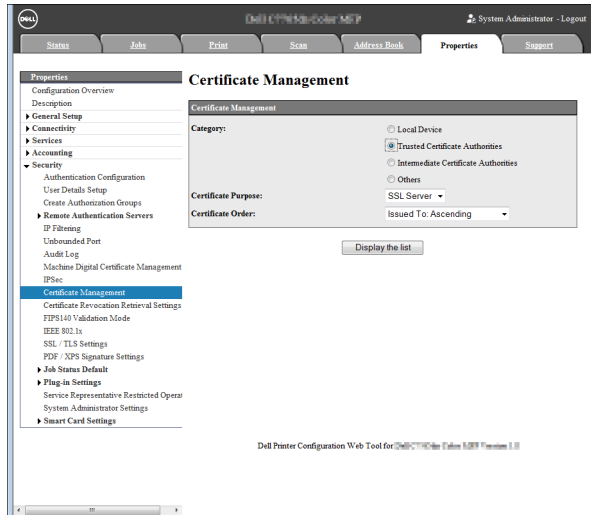 DELL
System Administrator - Logout
Status Jobs Print Scan Address Book Properties Support
Properties
Configuration Overview
Description
General Setup
Connectivity
Services
Accounting
Security
Authentication Configuration
User Details Setup
Create Authorization Groups
Remote Authentication Servers
IP Filtering
Unbounded Port
Audit Log
Machine Digital Certificate Management
IPSec
Certificate Management
Certificate Revocation Retrieval Settings
FIPS140 Validation Mode
IEEE 802.1x
SSL / TLS Settings
PDF / XPS Signature Settings
Job Status Default
Plug-in Settings
Service Representative Restricted Operat
System Administrator Settings
Smart Card Settings
Certificate Management
Certificate Management
Category: Local Device
Trusted Certificate Authorities
Intermediate Certificate Authorities
Others
Certificate Purpose: SSL Server
Certificate Order: Issued To: Ascending
Display the list
Dell Printer Configuration Web Tool for